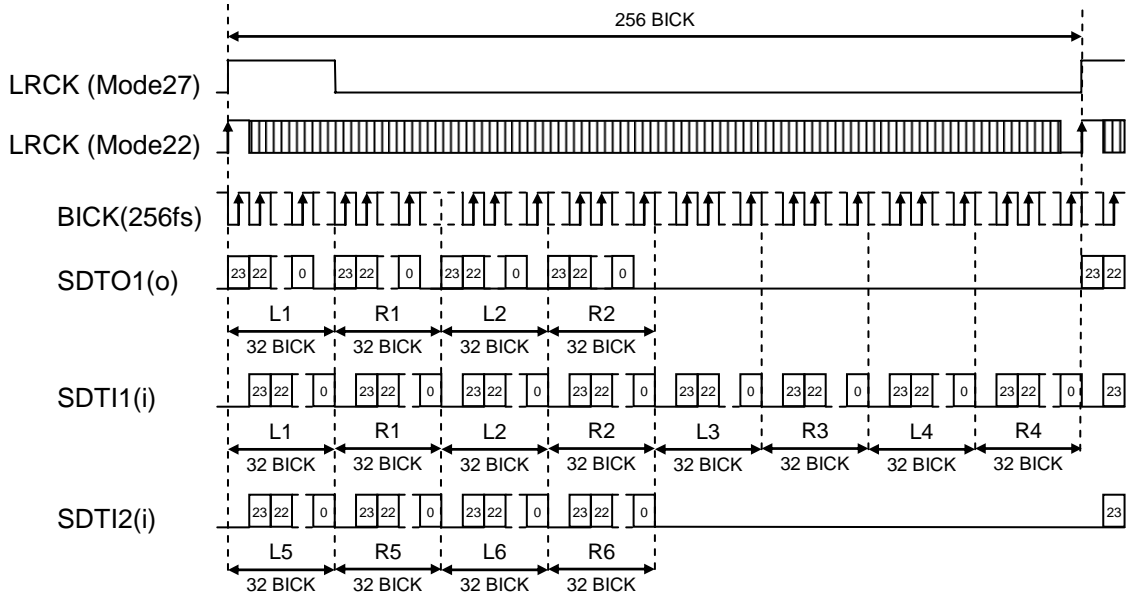 256 BICK
LRCK (Mode27)
LRCK (Mode22)
BICK(256fs)
SDTO1(o)
23 22 0 23 22 0 23 22 0 23 22 0 23 22
L1 R1 L2 R2
32 BICK 32 BICK 32 BICK 32 BICK
SDTI1(i)
23 22 0 23 22 0 23 22 0 23 22 0 23 22 0 23 22 0 23 22 0 23 22 0 23
L1 R1 L2 R2 L3 R3 L4 R4
32 BICK 32 BICK 32 BICK 32 BICK 32 BICK 32 BICK 32 BICK 32 BICK
SDTI2(i)
23 22 0 23 22 0 23 22 0 23 22 0 23
L5 R5 L6 R6
32 BICK 32 BICK 32 BICK 32 BICK